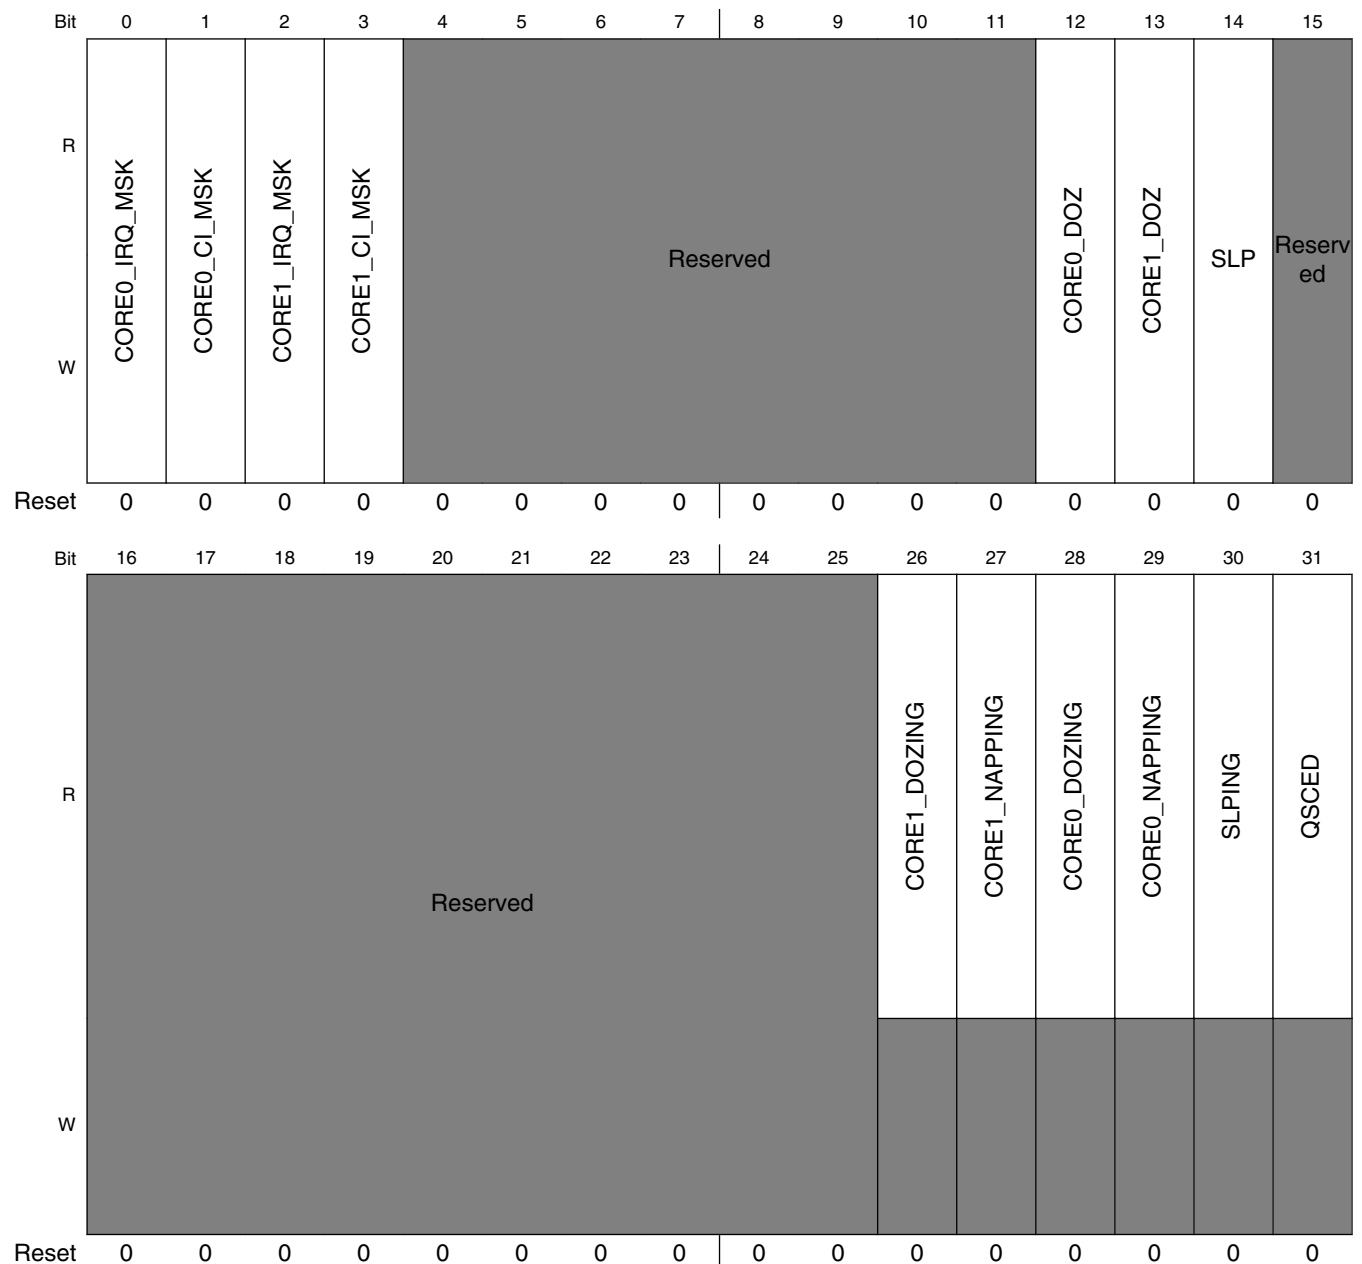 Bit 0 1 2 3 4 5 6 7 8 9 10 11 12 13 14 15
R
W
CORE0_IRQ_MSK
CORE0_CI_MSK
CORE1_IRQ_MSK
CORE1_CI_MSK
Reserved
CORE0_DOZ
CORE1_DOZ
SLP
Reserv
ed
Reset 0 0 0 0 0 0 0 0 0 0 0 0 0 0 0 0
Bit 16 17 18 19 20 21 22 23 24 25 26 27 28 29 30 31
R
Reserved
CORE1_DOZING
CORE1_NAPPING
CORE0_DOZING
CORE0_NAPPING
SLPING
QSCED
W
Reset 0 0 0 0 0 0 0 0 0 0 0 0 0 0 0 0